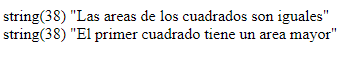 string(38) "Las areas de los cuadrados son iguales"
string(38) "El primer cuadrado tiene un area mayor"